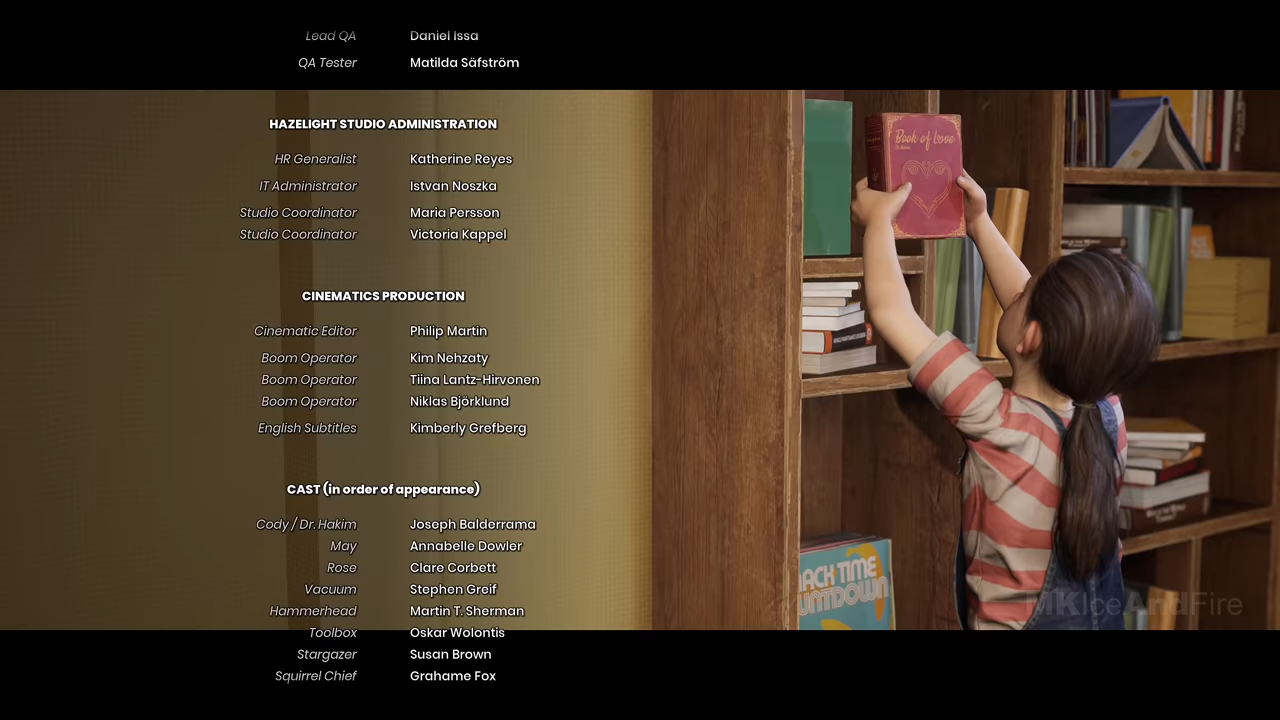 Lead QA Daniel Issa
QA Tester Matilda Säfström
HAZELIGHT STUDIO ADMINISTRATION
HR Generalist Katherine Reyes
IT Administrator Istvan Noszka
Studio Coordinator Maria Persson
Studio Coordinator Victoria Kappel
CINEMATICS PRODUCTION
Cinematic Editor Philip Martin
Boom Operator Kim Nehzaty
Boom Operator Tiina Lantz-Hirvonen
Boom Operator Niklas Björklund
English Subtitles Kimberly Grefberg
CAST (in order of appearance)
Cody / Dr. Hakim Joseph Balderrama
May Annabelle Dowler
Rose Clare Corbett
Vacuum Stephen Greif
Hammerhead Martin T. Sherman
Toolbox Oskar Wolontis
Stargazer Susan Brown
Squirrel Chief Grahame Fox
Book of Love
ACK TIME
UNTDOWN
MKIceAndFire